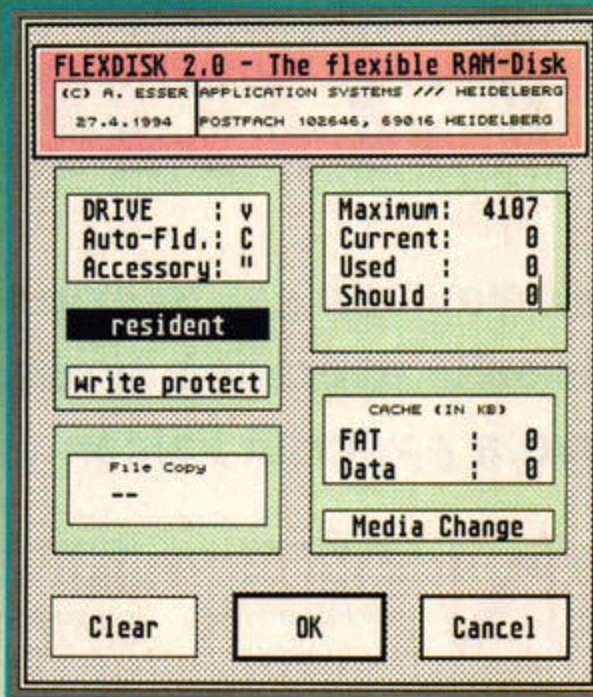 FLEXDISK 2.0 - The flexible RAM-Disk
(C) A. ESSER APPLICATION SYSTEMS /// HEIDELBERG
27.4.1994 POSTFACH 102646, 69016 HEIDELBERG
DRIVE : v
Auto-Fld.: C
Accessory: "
resident
write protect
File Copy
--
Maximum: 4107
Current: 0
Used : 0
Should : 0
CACHE (IN KB)
FAT : 0
Data : 0
Media Change
Clear
OK
Cancel